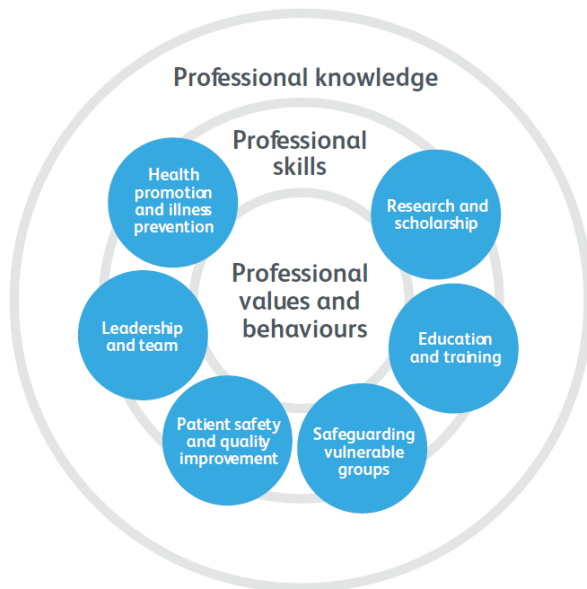 Professional knowledge
Professional
skills
Health
promotion
and illness
prevention
Research and
scholarship
Professional
values and
behaviours
Leadership
and team
Education
and training
Patient safety
and quality
improvement
Safeguarding
vulnerable
groups